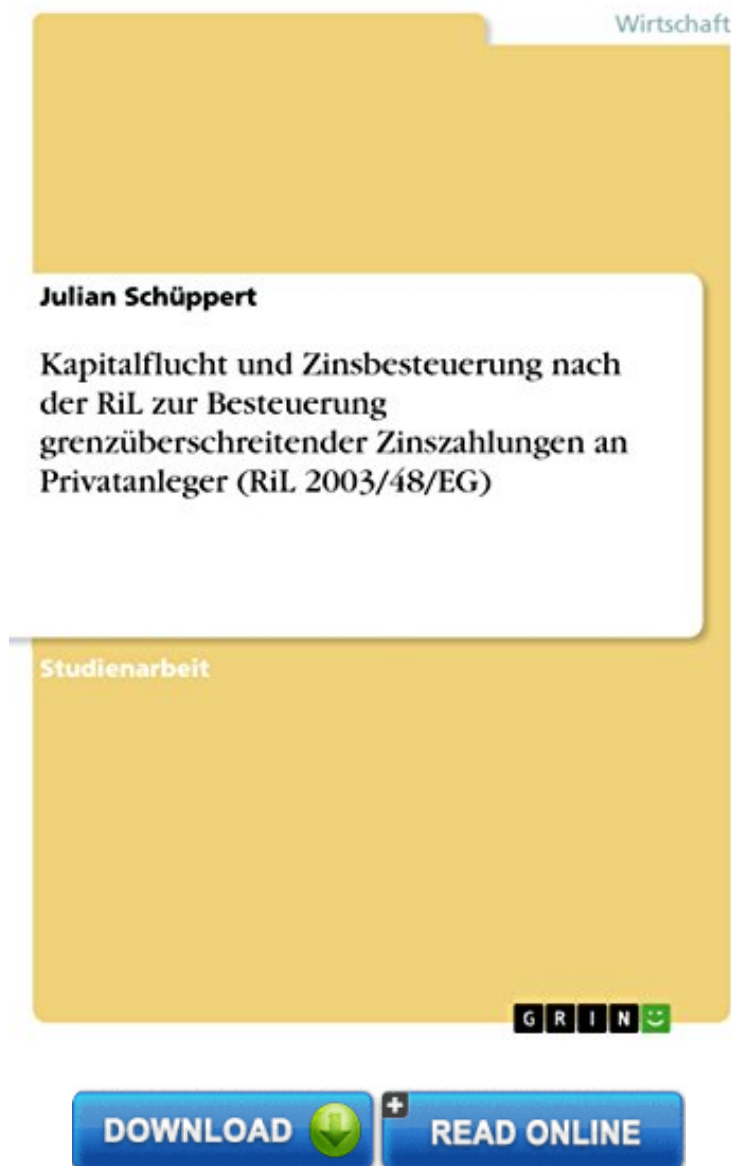 Wirtschaft
Julian Schüppert
Kapitalflucht und Zinsbesteuerung nach
der RiL zur Besteuerung
grenzüberschreitender Zinszahlungen an
Privatanleger (RiL 2003/48/EG)
Studienarbeit
GRIN
DOWNLOAD
+ READ ONLINE